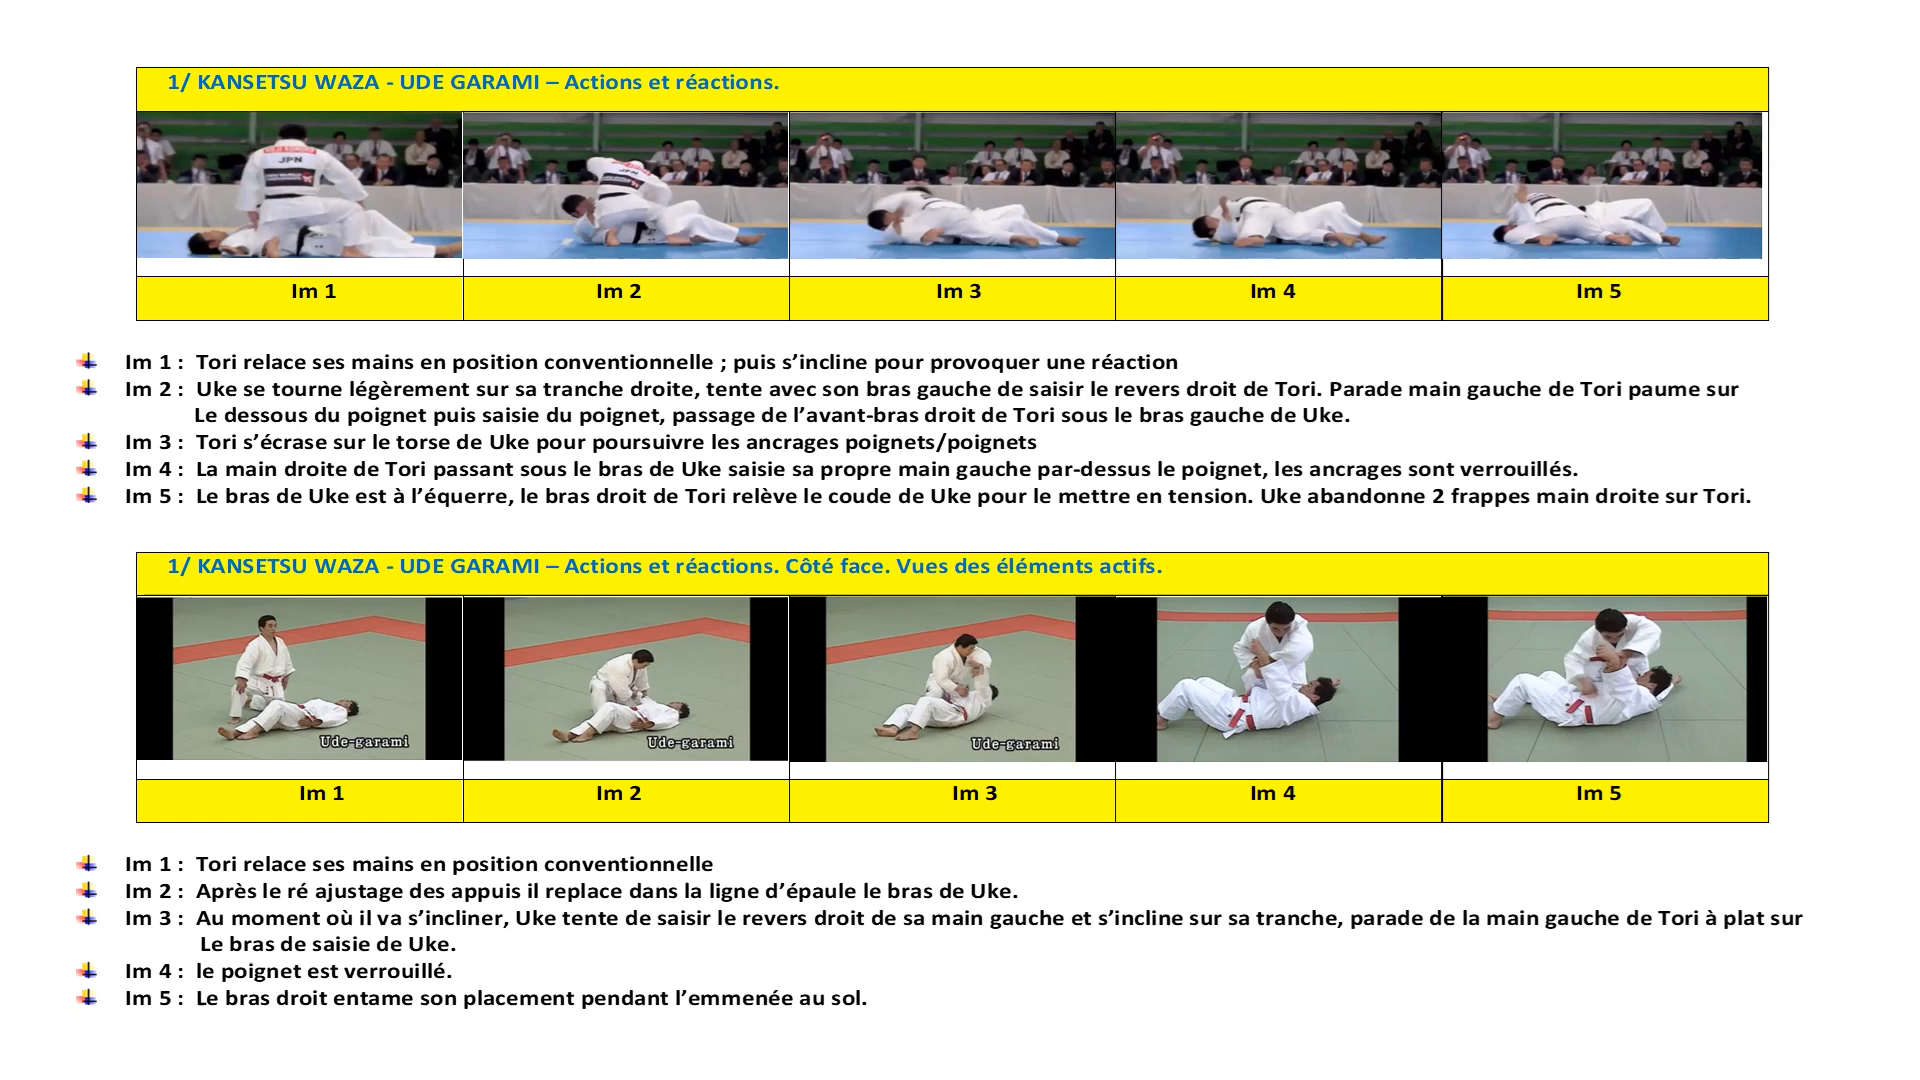 1/ KANSETSU WAZA - UDE GARAMI – Actions et réactions.
JPN
JPN
Im 1
Im 2
Im 3
Im 4
Im 5
Im 1 : Tori relace ses mains en position conventionnelle ; puis s’incline pour provoquer une réaction
Im 2 : Uke se tourne légèrement sur sa tranche droite, tente avec son bras gauche de saisir le revers droit de Tori. Parade main gauche de Tori paume sur
Le dessous du poignet puis saisie du poignet, passage de l’avant-bras droit de Tori sous le bras gauche de Uke.
Im 3 : Tori s’écrase sur le torse de Uke pour poursuivre les ancrages poignets/poignets
Im 4 : La main droite de Tori passant sous le bras de Uke saisie sa propre main gauche par-dessus le poignet, les ancrages sont verrouillés.
Im 5 : Le bras de Uke est à l’équerre, le bras droit de Tori relève le coude de Uke pour le mettre en tension. Uke abandonne 2 frappes main droite sur Tori.
1/ KANSETSU WAZA - UDE GARAMI – Actions et réactions. Côté face. Vues des éléments actifs.
Ude-garami
Ude-garami
Ude-garami
Im 1
Im 2
Im 3
Im 4
Im 5
Im 1 : Tori relace ses mains en position conventionnelle
Im 2 : Après le ré ajustage des appuis il replace dans la ligne d’épaule le bras de Uke.
Im 3 : Au moment où il va s’incliner, Uke tente de saisir le revers droit de sa main gauche et s’incline sur sa tranche, parade de la main gauche de Tori à plat sur
Le bras de saisie de Uke.
Im 4 : le poignet est verrouillé.
Im 5 : Le bras droit entame son placement pendant l’emmenée au sol.